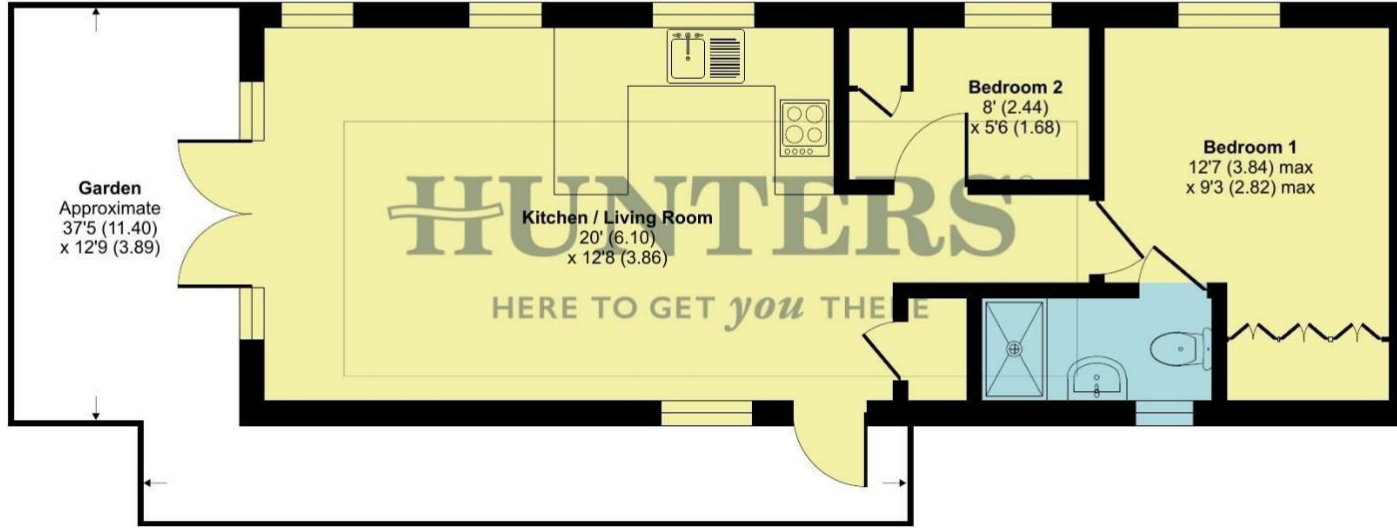 Garden
Approximate
37'5 (11.40)
x 12'9 (3.89)
Kitchen / Living Room
20' (6.10)
x 12'8 (3.86)
Bedroom 2
8' (2.44)
x 5'6 (1.68)
Bedroom 1
12'7 (3.84) max
x 9'3 (2.82) max
HUNTERS
HERE TO GET you THERE